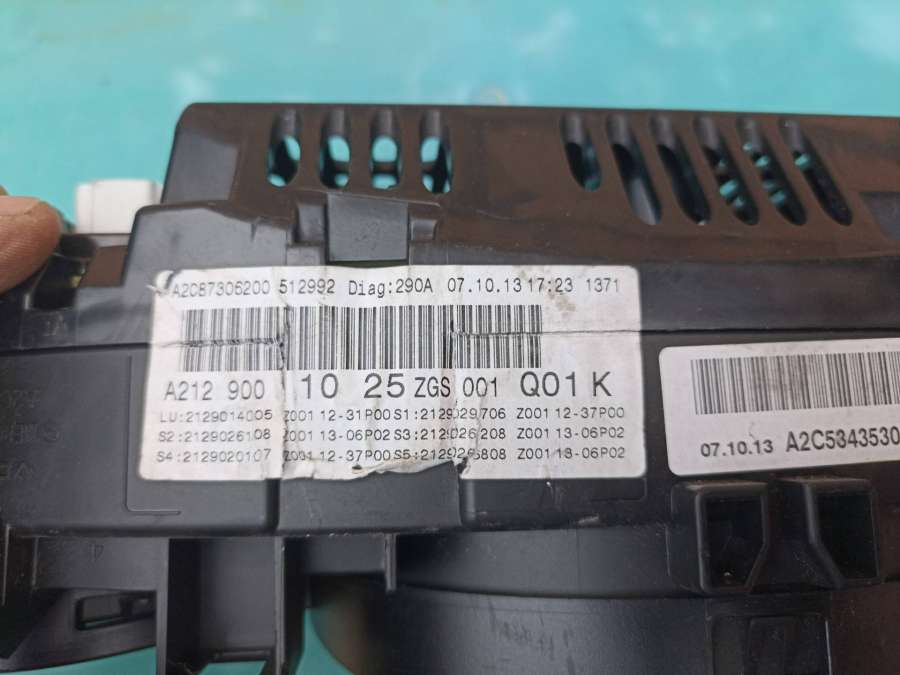 A2C87306200 512992 Diag:290A 07.10.13 17:23 1371
A212 900 10 25 ZGS 001 Q01 K
LU:2129014005 Z001 12-31P00 S1:2129029706 Z001 12-37P00
S2:2129026108 Z001 13-06P02 S3:2129026208 Z001 13-06P02
S4:2129020107 Z001 12-37P00 S5:2129026808 Z001 13-06P02
07.10.13 A2C5343530